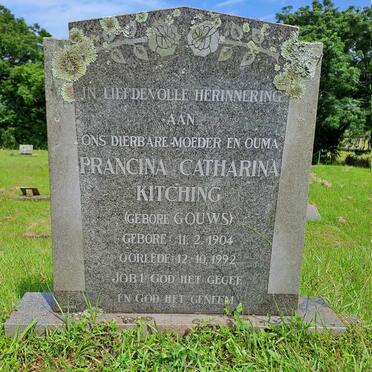 IN LIEFDEVOLLE HERINNERING
AAN
ONS DIERBARE MOEDER EN OUMA
FRANCINA CATHARINA
KITCHING
(GEBORE GOUWS)
GEBORE 11.2.1904
OORLEDE 12.10.1992
JOB 1 GOD HET GEGEE
EN GOD HET GENEEM